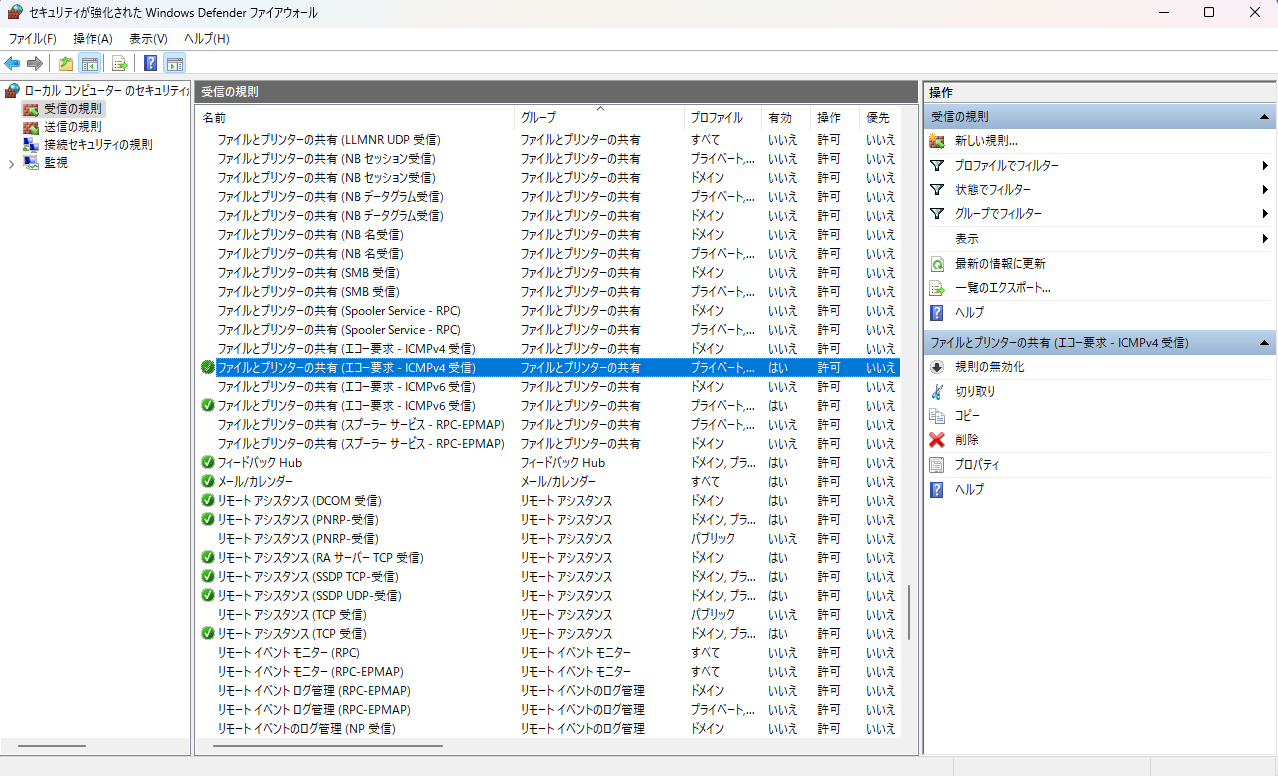 セキュリティが強化された Windows Defender ファイアウォール
ファイル(F) 操作(A) 表示(V) ヘルプ(H)
ローカル コンピューター のセキュリティ
受信の規則
送信の規則
接続セキュリティの規則
監視
受信の規則
名前 グループ プロファイル 有効 操作 優先
ファイルとプリンターの共有 (LLMNR UDP 受信) ファイルとプリンターの共有 すべて いいえ 許可 いいえ
ファイルとプリンターの共有 (NB セッション受信) ファイルとプリンターの共有 プライベート,... いいえ 許可 いいえ
ファイルとプリンターの共有 (NB セッション受信) ファイルとプリンターの共有 ドメイン いいえ 許可 いいえ
ファイルとプリンターの共有 (NB データグラム受信) ファイルとプリンターの共有 プライベート,... いいえ 許可 いいえ
ファイルとプリンターの共有 (NB データグラム受信) ファイルとプリンターの共有 ドメイン いいえ 許可 いいえ
ファイルとプリンターの共有 (NB 名受信) ファイルとプリンターの共有 ドメイン いいえ 許可 いいえ
ファイルとプリンターの共有 (NB 名受信) ファイルとプリンターの共有 プライベート,... いいえ 許可 いいえ
ファイルとプリンターの共有 (SMB 受信) ファイルとプリンターの共有 ドメイン いいえ 許可 いいえ
ファイルとプリンターの共有 (SMB 受信) ファイルとプリンターの共有 プライベート,... いいえ 許可 いいえ
ファイルとプリンターの共有 (Spooler Service - RPC) ファイルとプリンターの共有 ドメイン いいえ 許可 いいえ
ファイルとプリンターの共有 (Spooler Service - RPC) ファイルとプリンターの共有 プライベート,... いいえ 許可 いいえ
ファイルとプリンターの共有 (エコー要求 - ICMPv4 受信) ファイルとプリンターの共有 ドメイン いいえ 許可 いいえ
ファイルとプリンターの共有 (エコー要求 - ICMPv4 受信) ファイルとプリンターの共有 プライベート,... はい 許可 いいえ
ファイルとプリンターの共有 (エコー要求 - ICMPv6 受信) ファイルとプリンターの共有 ドメイン いいえ 許可 いいえ
ファイルとプリンターの共有 (エコー要求 - ICMPv6 受信) ファイルとプリンターの共有 プライベート,... はい 許可 いいえ
ファイルとプリンターの共有 (スプーラー サービス - RPC-EPMAP) ファイルとプリンターの共有 プライベート,... いいえ 許可 いいえ
ファイルとプリンターの共有 (スプーラー サービス - RPC-EPMAP) ファイルとプリンターの共有 ドメイン いいえ 許可 いいえ
フィードバック Hub フィードバック Hub ドメイン, プラ... はい 許可 いいえ
メール/カレンダー メール/カレンダー すべて はい 許可 いいえ
リモート アシスタンス (DCOM 受信) リモート アシスタンス ドメイン はい 許可 いいえ
リモート アシスタンス (PNRP-受信) リモート アシスタンス ドメイン, プラ... はい 許可 いいえ
リモート アシスタンス (PNRP-受信) リモート アシスタンス パブリック いいえ 許可 いいえ
リモート アシスタンス (RA サーバー TCP 受信) リモート アシスタンス ドメイン はい 許可 いいえ
リモート アシスタンス (SSDP TCP-受信) リモート アシスタンス ドメイン, プラ... はい 許可 いいえ
リモート アシスタンス (SSDP UDP-受信) リモート アシスタンス ドメイン, プラ... はい 許可 いいえ
リモート アシスタンス (TCP 受信) リモート アシスタンス パブリック いいえ 許可 いいえ
リモート アシスタンス (TCP 受信) リモート アシスタンス ドメイン, プラ... はい 許可 いいえ
リモート イベント モニター (RPC) リモート イベント モニター すべて いいえ 許可 いいえ
リモート イベント モニター (RPC-EPMAP) リモート イベント モニター すべて いいえ 許可 いいえ
リモート イベント ログ管理 (RPC-EPMAP) リモート イベントのログ管理 ドメイン いいえ 許可 いいえ
リモート イベント ログ管理 (RPC-EPMAP) リモート イベントのログ管理 プライベート,... いいえ 許可 いいえ
リモート イベントのログ管理 (NP 受信) リモート イベントのログ管理 ドメイン いいえ 許可 いいえ
操作
受信の規則
新しい規則...
プロファイルでフィルター
状態でフィルター
グループでフィルター
表示
最新の情報に更新
一覧のエクスポート...
ヘルプ
ファイルとプリンターの共有 (エコー要求 - ICMPv4 受信)
規則の無効化
切り取り
コピー
削除
プロパティ
ヘルプ